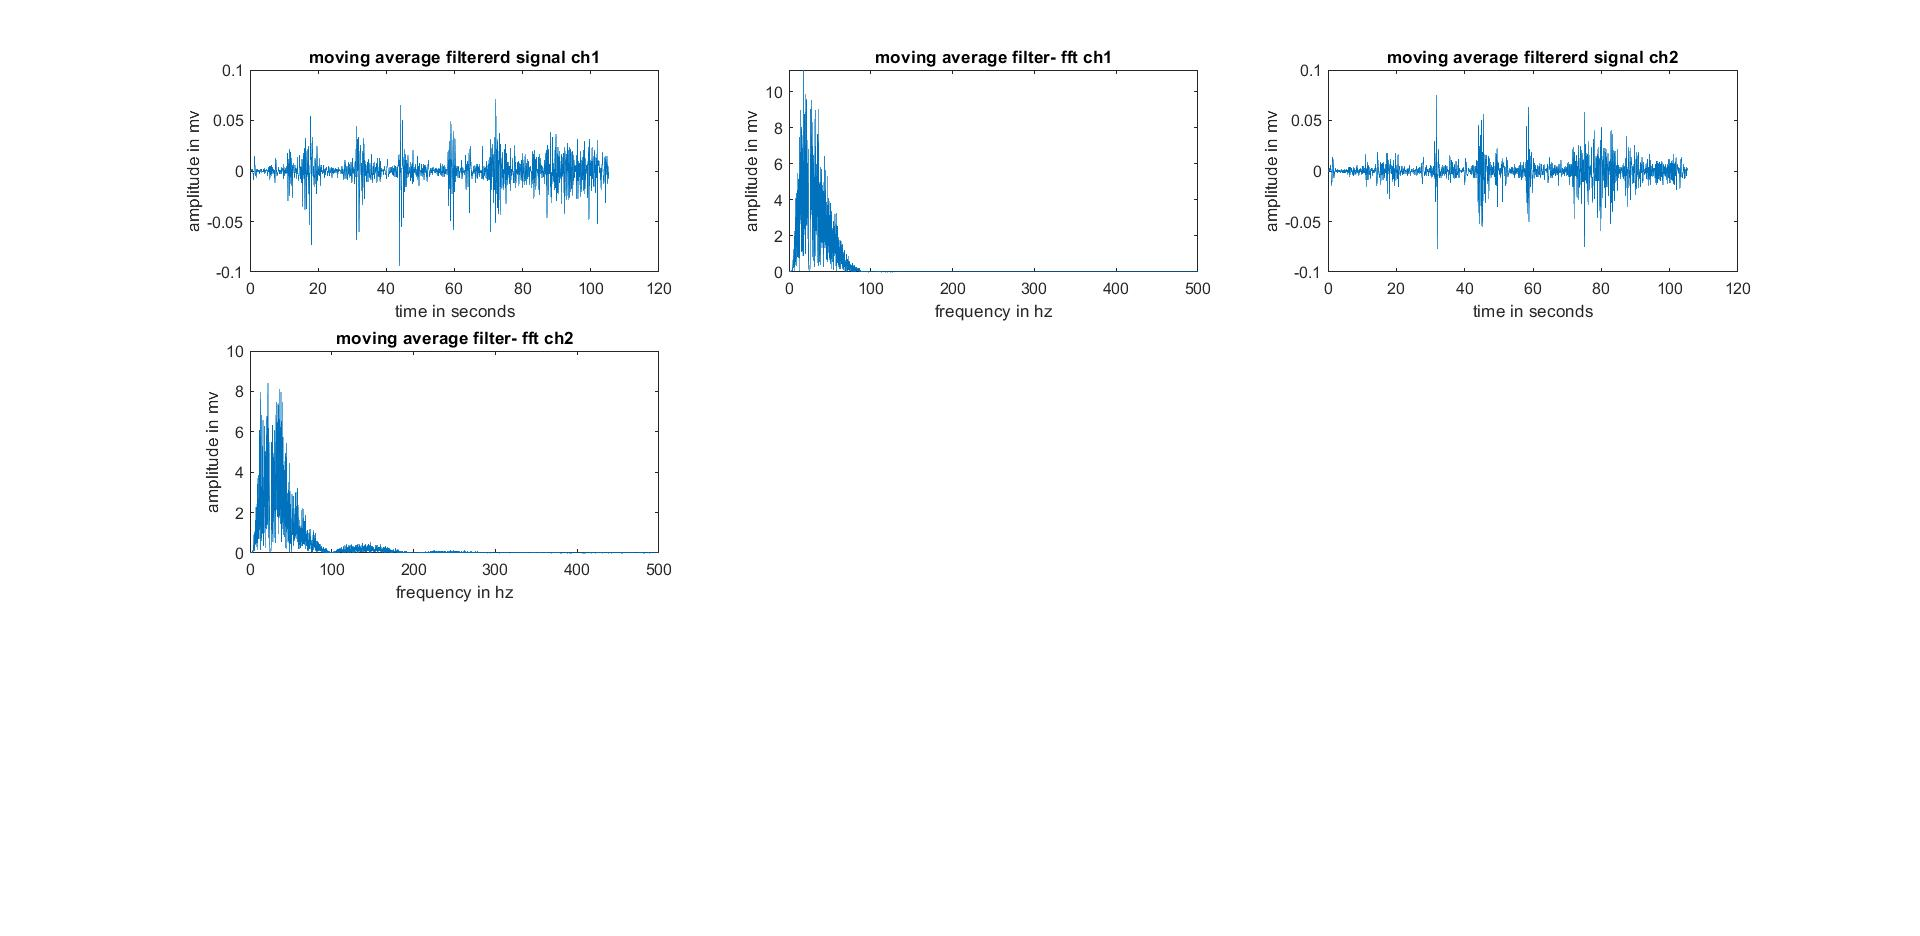 moving average filtererd signal ch1
0.1
0.05
0
-0.05
-0.1
amplitude in mv
0 20 40 60 80 100 120
time in seconds
moving average filter- fft ch1
10
8
6
4
2
0
amplitude in mv
0 100 200 300 400 500
frequency in hz
moving average filtererd signal ch2
0.1
0.05
0
-0.05
-0.1
amplitude in mv
0 20 40 60 80 100 120
time in seconds
moving average filter- fft ch2
10
8
6
4
2
0
amplitude in mv
0 100 200 300 400 500
frequency in hz